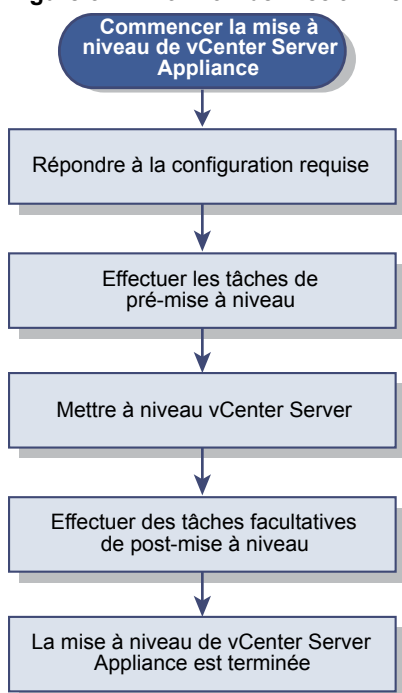 Commencer la mise à
niveau de vCenter Server
Appliance
Répondre à la configuration requise
Effectuer les tâches de
pré-mise à niveau
Mettre à niveau vCenter Server
Effectuer des tâches facultatives
de post-mise à niveau
La mise à niveau de vCenter Server
Appliance est terminée